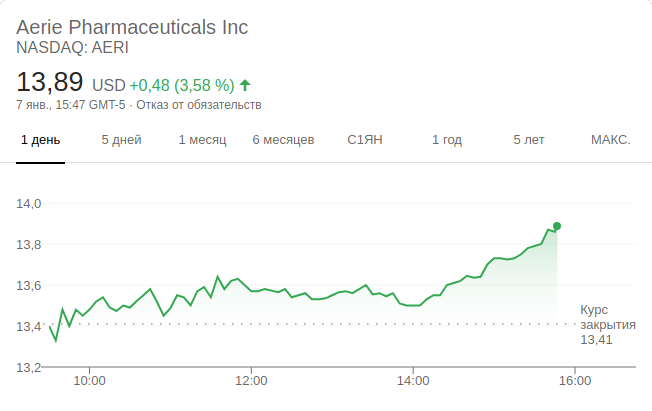 Aerie Pharmaceuticals Inc
NASDAQ: AERI
13,89 USD +0,48 (3,58 %)
7 янв., 15:47 GMT-5 · Отказ от обязательств
1 день 5 дней 1 месяц 6 месяцев С1ЯН 1 год 5 лет МАКС.
14,0
13,8
13,6
13,4
13,2
Курс
закрытия
13,41
10:00 12:00 14:00 16:00